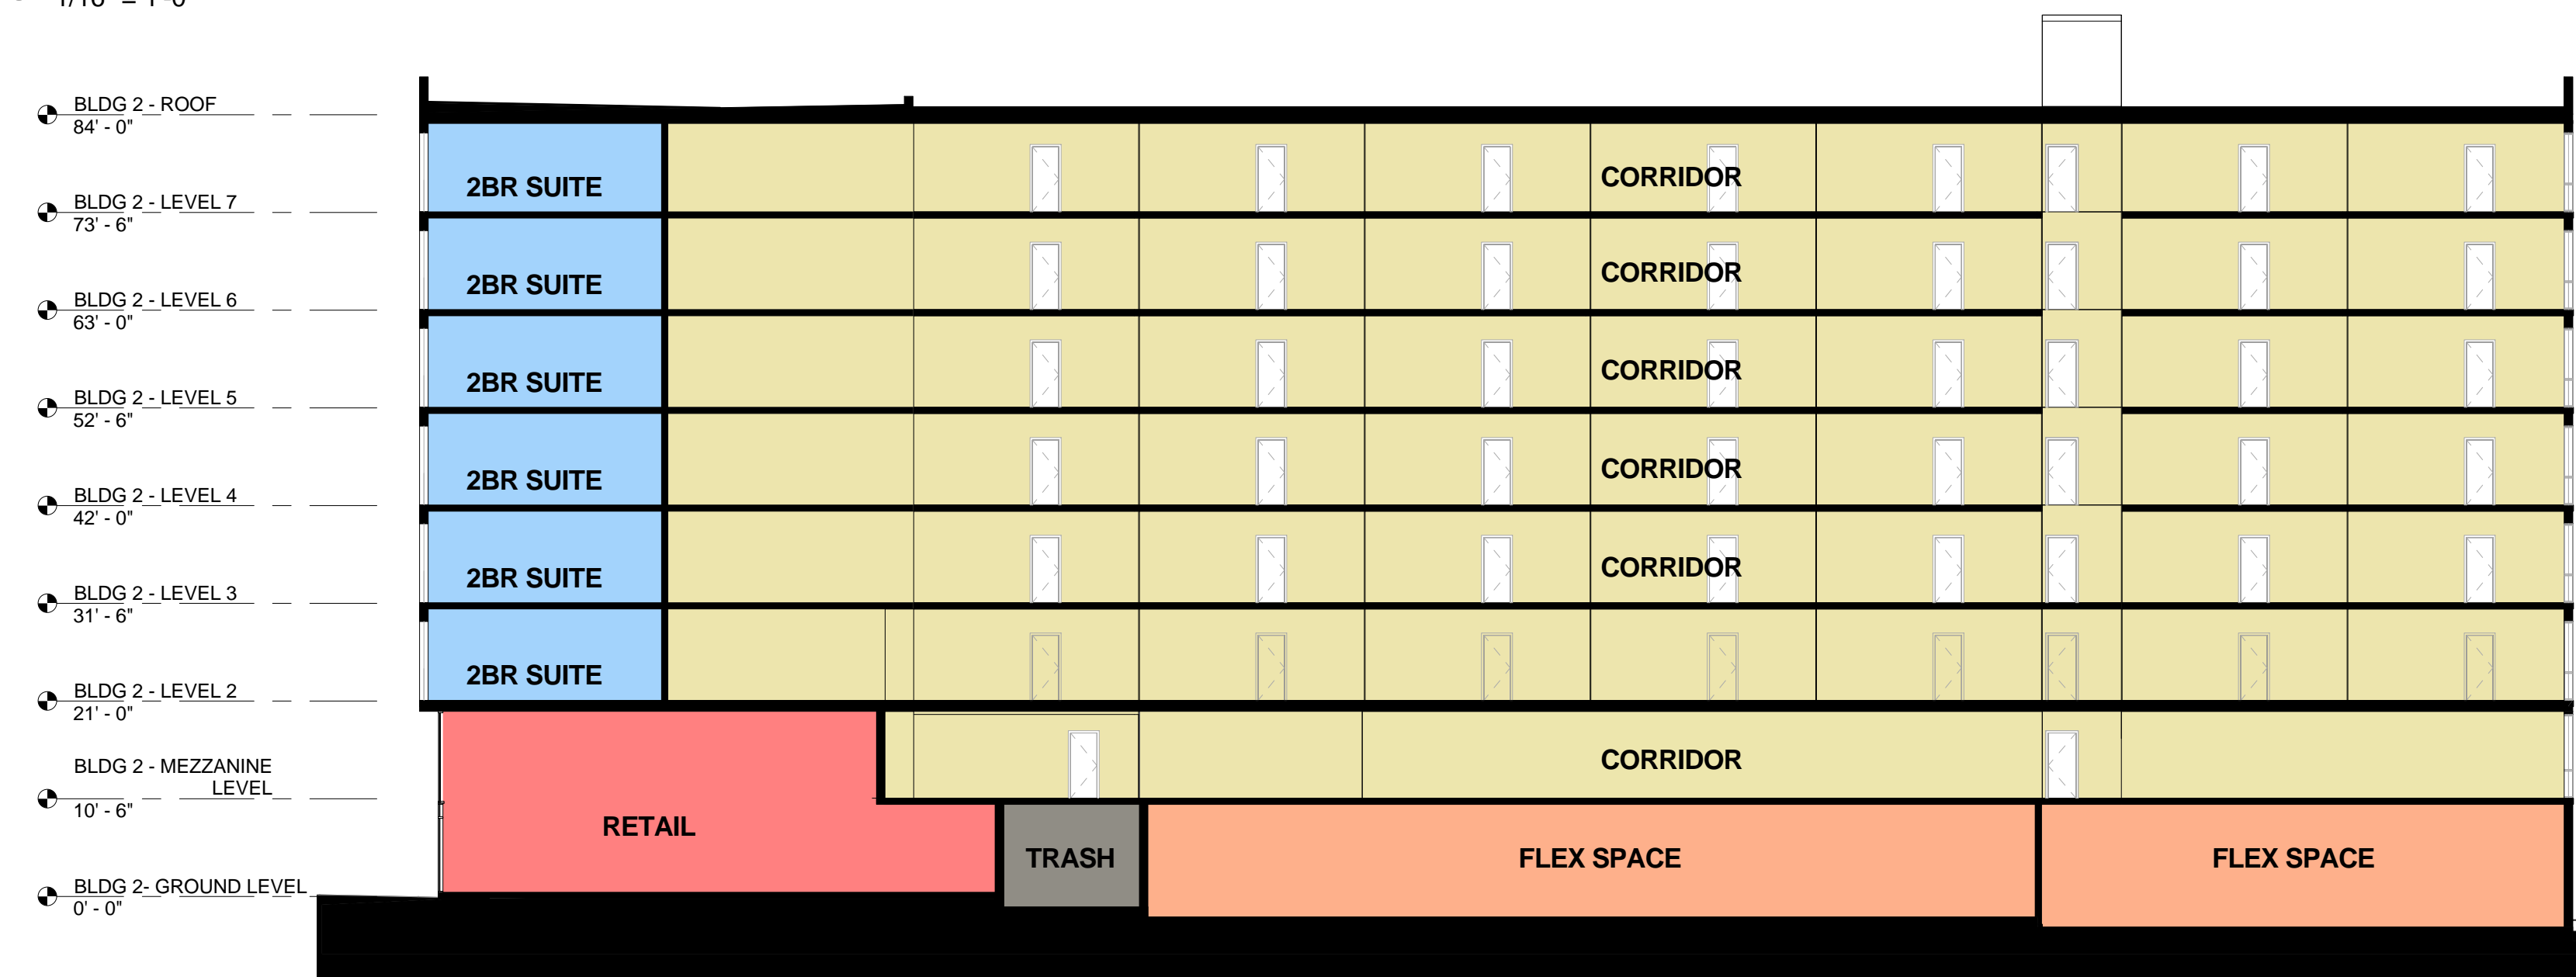 1/16" = 1'-0"
BLDG 2 - ROOF
84' - 0"
2BR SUITE
CORRIDOR
BLDG 2 - LEVEL 7
73' - 6"
2BR SUITE
CORRIDOR
BLDG 2 - LEVEL 6
63' - 0"
2BR SUITE
CORRIDOR
BLDG 2 - LEVEL 5
52' - 6"
2BR SUITE
CORRIDOR
BLDG 2 - LEVEL 4
42' - 0"
2BR SUITE
CORRIDOR
BLDG 2 - LEVEL 3
31' - 6"
2BR SUITE
BLDG 2 - LEVEL 2
21' - 0"
CORRIDOR
BLDG 2 - MEZZANINE
LEVEL
10' - 6"
RETAIL
TRASH
FLEX SPACE
FLEX SPACE
BLDG 2- GROUND LEVEL
0' - 0"